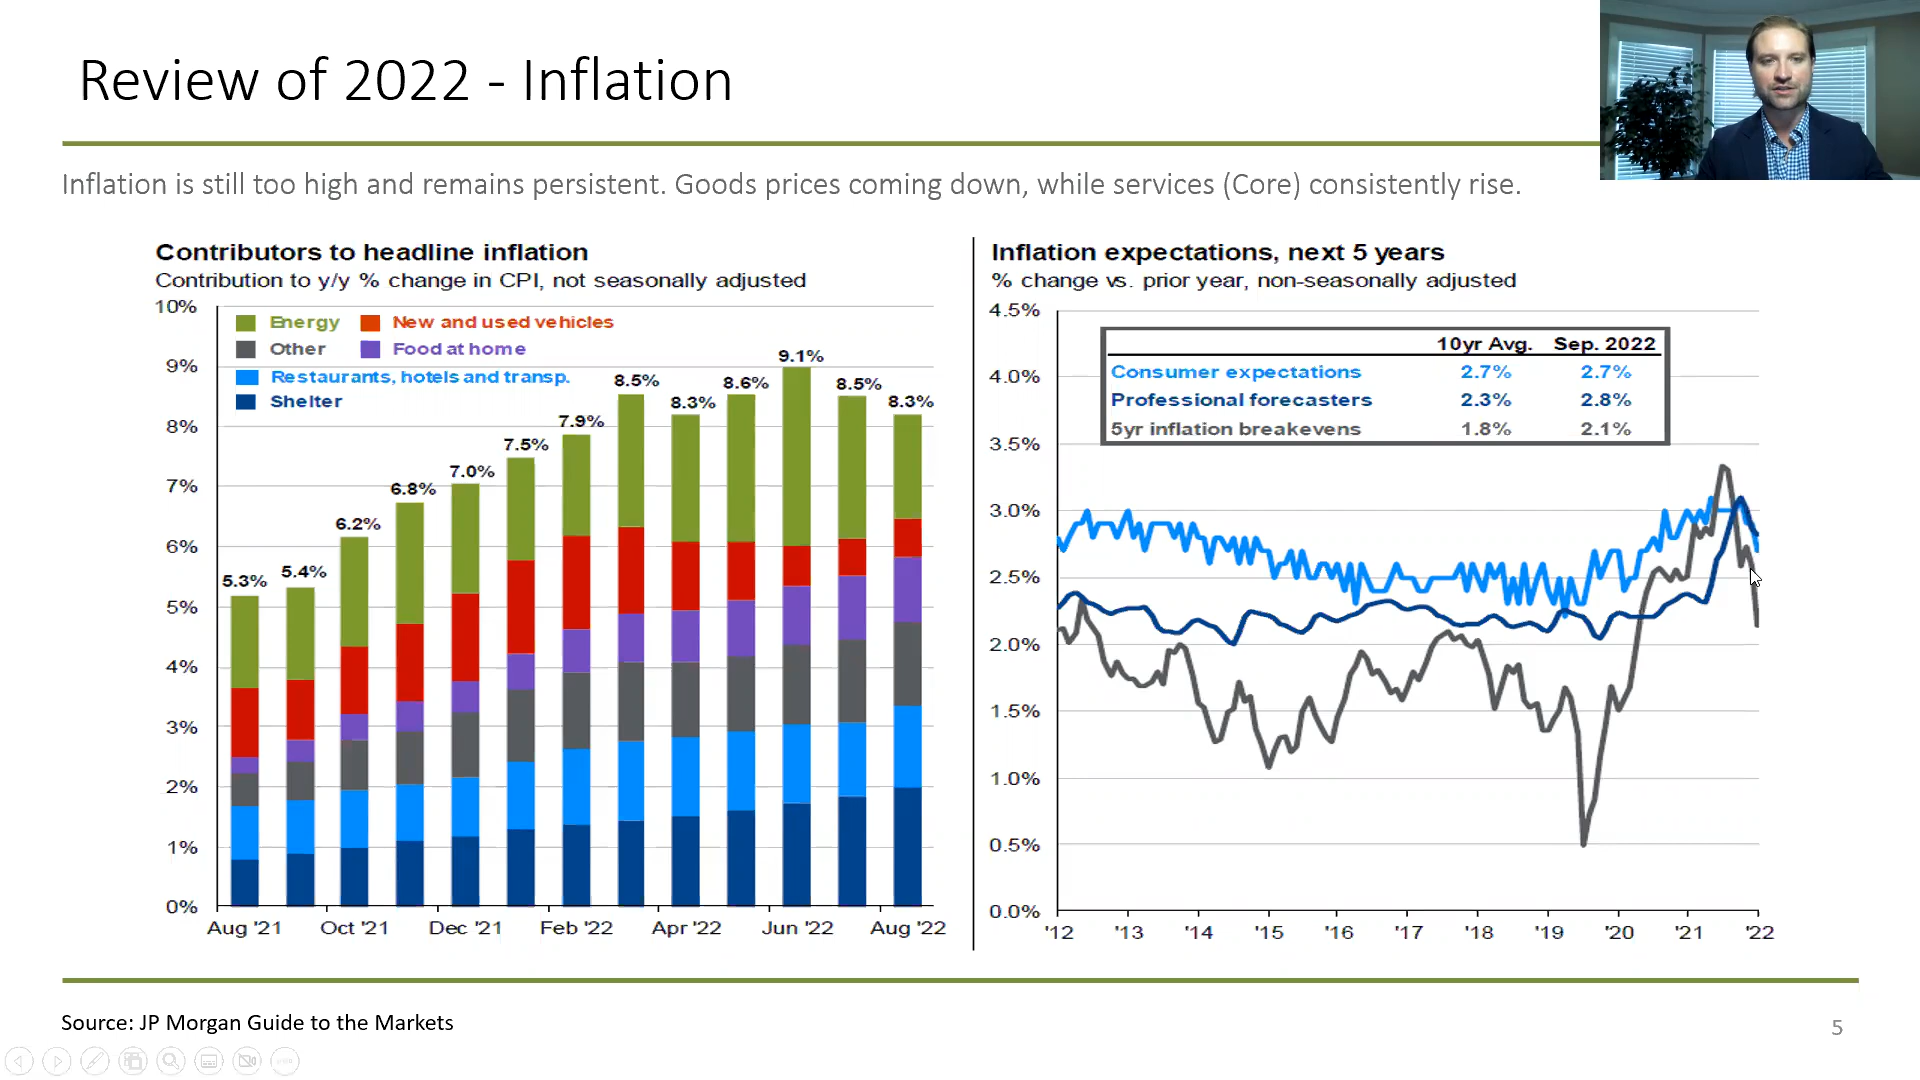 Review of 2022 - Inflation
Inflation is still too high and remains persistent. Goods prices coming down, while services (Core) consistently rise.
Contributors to headline inflation
Contribution to y/y % change in CPI, not seasonally adjusted
10%
9%
8%
7%
6%
5%
4%
3%
2%
1%
0%
Energy
New and used vehicles
Other
Food at home
Restaurants, hotels and transp.
Shelter
5.3%
5.4%
6.2%
6.8%
7.0%
7.5%
7.9%
8.5%
8.3%
8.6%
9.1%
8.5%
8.3%
Aug '21
Oct '21
Dec '21
Feb '22
Apr '22
Jun '22
Aug '22
Inflation expectations, next 5 years
% change vs. prior year, non-seasonally adjusted
4.5%
4.0%
3.5%
3.0%
2.5%
2.0%
1.5%
1.0%
0.5%
0.0%
10yr Avg. Sep. 2022
Consumer expectations 2.7% 2.7%
Professional forecasters 2.3% 2.8%
5yr inflation breakevens 1.8% 2.1%
'12
'13
'14
'15
'16
'17
'18
'19
'20
'21
'22
Source: JP Morgan Guide to the Markets
5